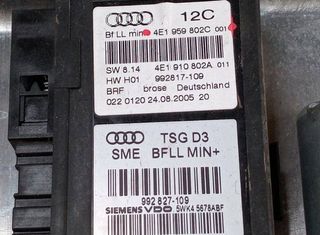 12C
Bf LL min 4E1 959 802C 001
SW 8.14 4E1 910 802A 011
HW H01 992817-109
BRF brose Deutschland
022 0120 24.08.2005 20
TSG D3
SME BFLL MIN+
992 827-109
SIEMENS VDO 5WK4 5678ABF